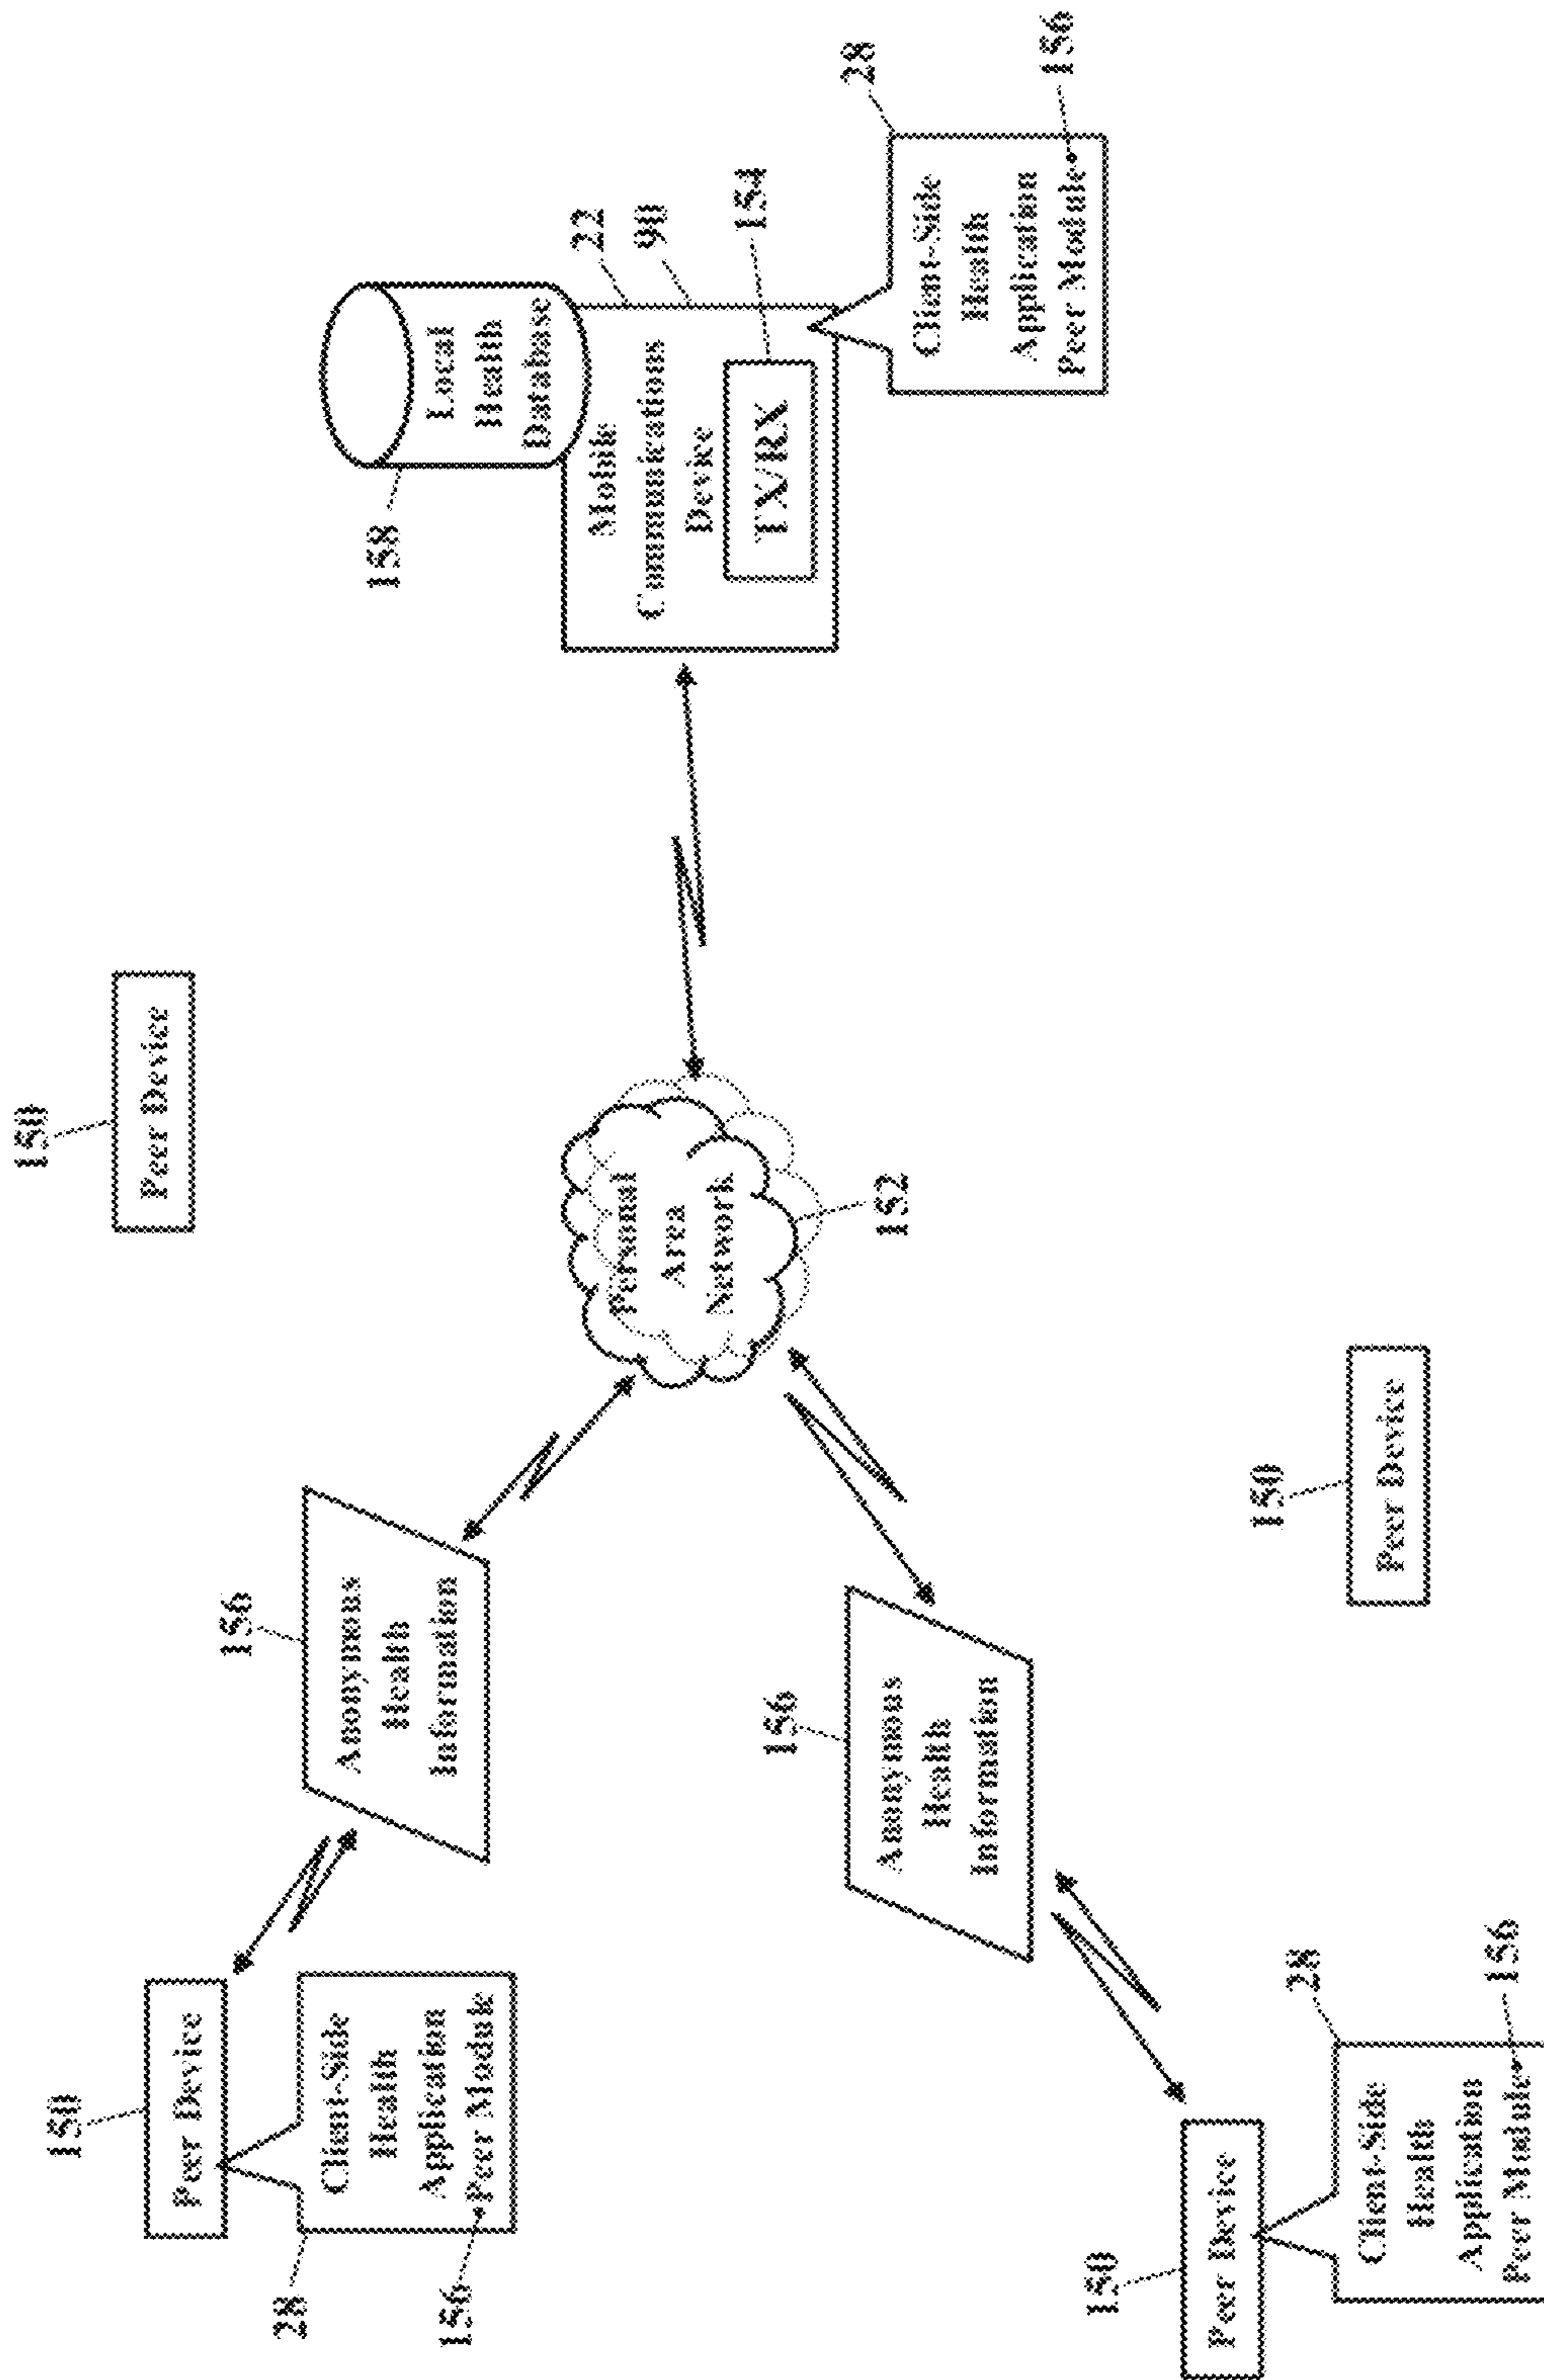 150
Peer Device
28
Client-Side
Health
Application
Peer Module
156
156
Anonymous
Health
Information
150
Peer Device
158
Local
Health
Database
22
90
Mobile
Communications
Device
154
TX/RX
28
Client-Side
Health
Application
Peer Module
156
Personal
Area
Network
152
156
Anonymous
Health
Information
150
Peer Device
150
Peer Device
28
Client-Side
Health
Application
Peer Module
156